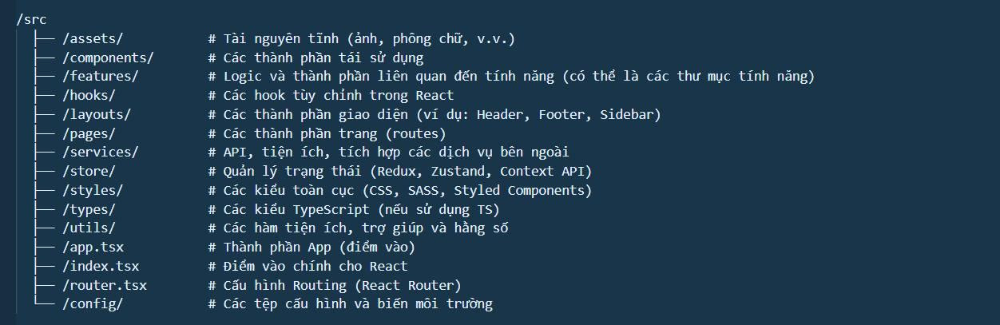 /src
├── /assets/ # Tài nguyên tĩnh (ảnh, phông chữ, v.v.)
├── /components/ # Các thành phần tái sử dụng
├── /features/ # Logic và thành phần liên quan đến tính năng (có thể là các thư mục tính năng)
├── /hooks/ # Các hook tùy chỉnh trong React
├── /layouts/ # Các thành phần giao diện (ví dụ: Header, Footer, Sidebar)
├── /pages/ # Các thành phần trang (routes)
├── /services/ # API, tiện ích, tích hợp các dịch vụ bên ngoài
├── /store/ # Quản lý trạng thái (Redux, Zustand, Context API)
├── /styles/ # Các kiểu toàn cục (CSS, SASS, Styled Components)
├── /types/ # Các kiểu TypeScript (nếu sử dụng TS)
├── /utils/ # Các hàm tiện ích, trợ giúp và hằng số
├── /app.tsx # Thành phần App (điểm vào)
├── /index.tsx # Điểm vào chính cho React
├── /router.tsx # Cấu hình Routing (React Router)
└── /config/ # Các tệp cấu hình và biến môi trường